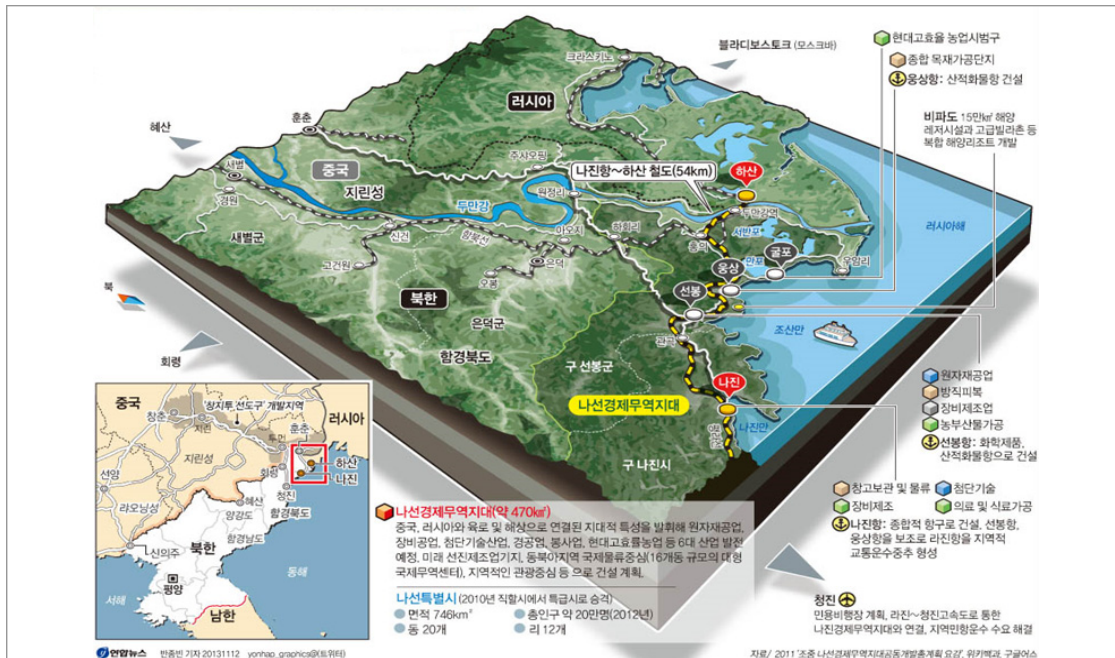 블라디보스토크 (모스크바)
크라스키노
러시아
현대고효율 농업시범구
종합 목재가공단지
웅상항: 산적화물항 건설
비파도 15만㎢ 해양
레저시설과 고급빌라촌 등
복합 해양리조트 개발
혜산
훈춘
새별
중국
지린성
주샤오핑
나진항~하산 철도(54km)
하산
경원
두만강
원정리
두만강역
새별군
신건
함북선
아오지
하회리
홍의
서번포
만포
굴포
우암리
러시아해
고건원
은덕
오봉
웅상
선봉
북
북한
은덕군
함경북도
회령
관곡
조산만
구 선봉군
나진
나선경제무역지대
나진만
구 나진시
원자재공업
방직피복
장비제조업
농부산물가공
선봉항: 화학제품,
산적화물항으로 건설
창고보관 및 물류
첨단기술
장비제조
의료 및 식료가공
나진항: 종합적 항구로 건설, 선봉항,
웅상항을 보조로 라진항을 지역적
교통운수중추 형성
청진
민용비행장 계획, 라진~청진고속도로 통한
나진경제무역지대와 연결, 지역민항운수 수요 해결
중국
'창지투 선도구' 개발지역
러시아
창춘
지린
투먼
훈춘
지린성
회령
하산
나진
선양
청진
랴오닝성
혜산
함경북도
양강도
함경남도
신의주
북한
평양
동해
서해
남한
나선경제무역지대(약 470㎢)
중국, 러시아와 육로 및 해상으로 연결된 지대적 특성을 발휘해 원자재공업,
장비공업, 첨단기술산업, 경공업, 봉사업, 현대고효률농업 등 6대 산업 발전
예정. 미래 선진제조업기지, 동북아지역 국제물류중심(16개동 규모의 대형
국제무역센터), 지역적인 관광중심 등 으로 건설 계획.
나선특별시 (2010년 직할시에서 특급시로 승격)
면적 746㎢
총인구 약 20만명(2012년)
동 20개
리 12개
연합뉴스
반종빈 기자 20131112 yonhap_graphics@(트위터)
자료/ 2011 '조중 나선경제무역지대공동개발총계획 요강', 위키백과, 구글어스